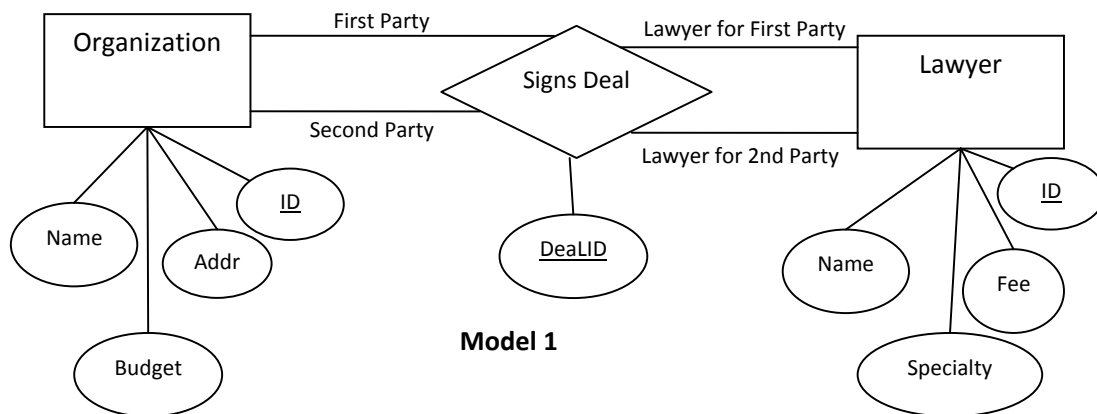 First Party
Organization
Lawyer for First Party
Lawyer
Signs Deal
Second Party
Lawyer for 2nd Party
ID
ID
Name
Addr
DeaLID
Name
Fee
Model 1
Budget
Specialty